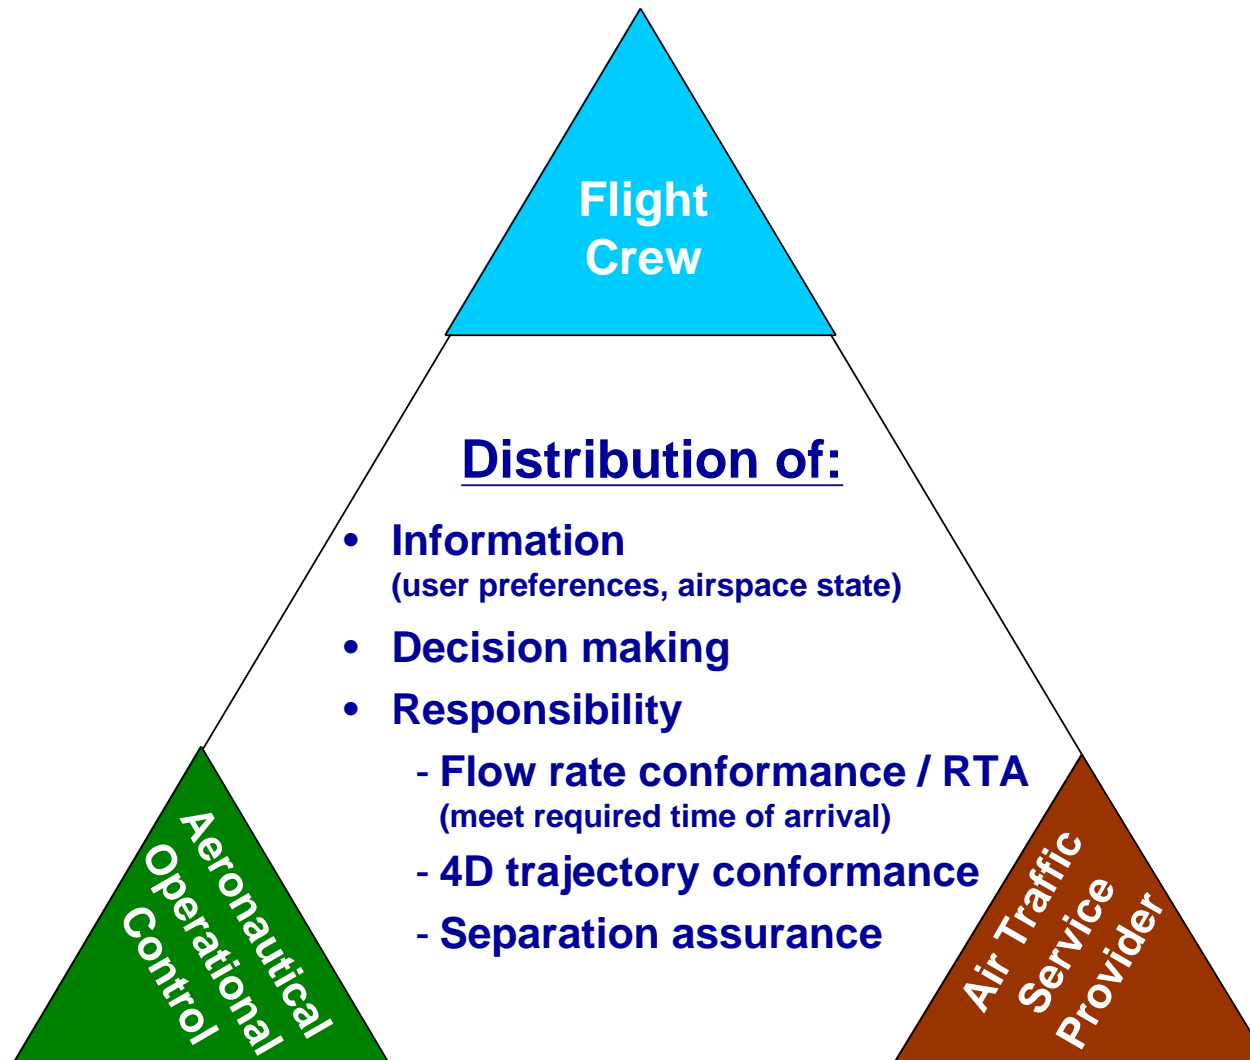 Flight
Crew
Distribution of:
• Information
(user preferences, airspace state)
• Decision making
• Responsibility
- Flow rate conformance / RTA
(meet required time of arrival)
- 4D trajectory conformance
- Separation assurance
Aeronautical
Operational
Control
Air Traffic
Service
Provider